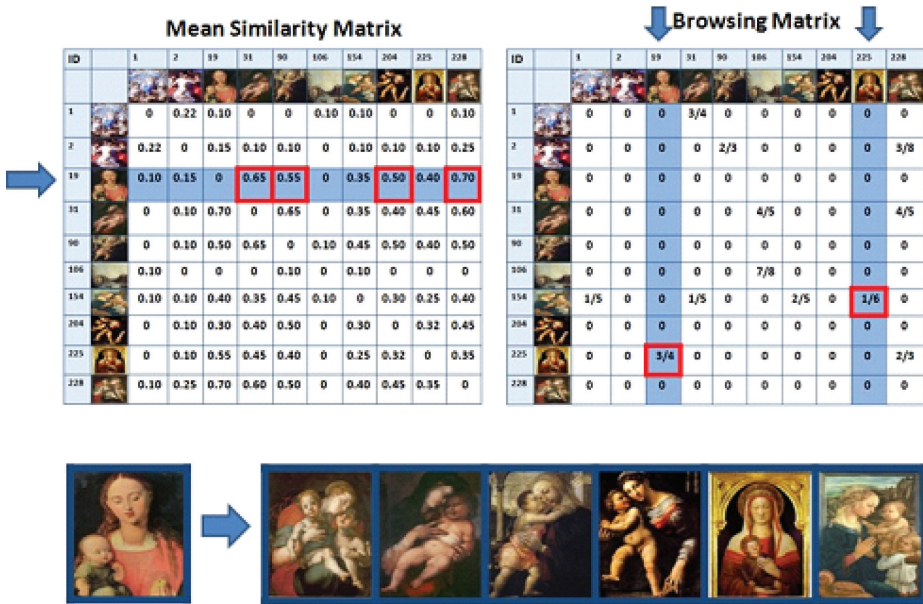 Mean Similarity Matrix
ID 1 2 19 31 90 106 154 204 225 228
1 0 0.22 0.10 0 0 0.10 0.10 0 0 0.10
2 0.22 0 0.15 0.10 0.10 0 0.10 0.10 0.10 0.25
19 0.10 0.15 0 0.65 0.55 0 0.35 0.50 0.40 0.70
31 0 0.10 0.70 0 0.65 0 0.35 0.40 0.45 0.60
90 0 0.10 0.50 0.65 0 0.10 0.45 0.50 0.40 0.50
106 0.10 0 0 0 0.10 0 0.10 0 0 0
154 0.10 0.10 0.40 0.35 0.45 0.10 0 0.30 0.25 0.40
204 0 0.10 0.30 0.40 0.50 0 0.30 0 0.32 0.45
225 0 0.10 0.55 0.45 0.40 0 0.25 0.32 0 0.35
228 0.10 0.25 0.70 0.60 0.50 0 0.40 0.45 0.35 0
Browsing Matrix
ID 1 2 19 31 90 106 154 204 225 228
1 0 0 0 3/4 0 0 0 0 0 0
2 0 0 0 0 2/3 0 0 0 0 3/8
19 0 0 0 0 0 0 0 0 0 0
31 0 0 0 0 0 4/5 0 0 0 4/5
90 0 0 0 0 0 0 0 0 0 0
106 0 0 0 0 0 7/8 0 0 0 0
154 1/5 0 0 1/5 0 0 2/5 0 1/6 0
204 0 0 0 0 0 0 0 0 0 0
225 0 0 3/4 0 0 0 0 0 0 2/3
228 0 0 0 0 0 0 0 0 0 0